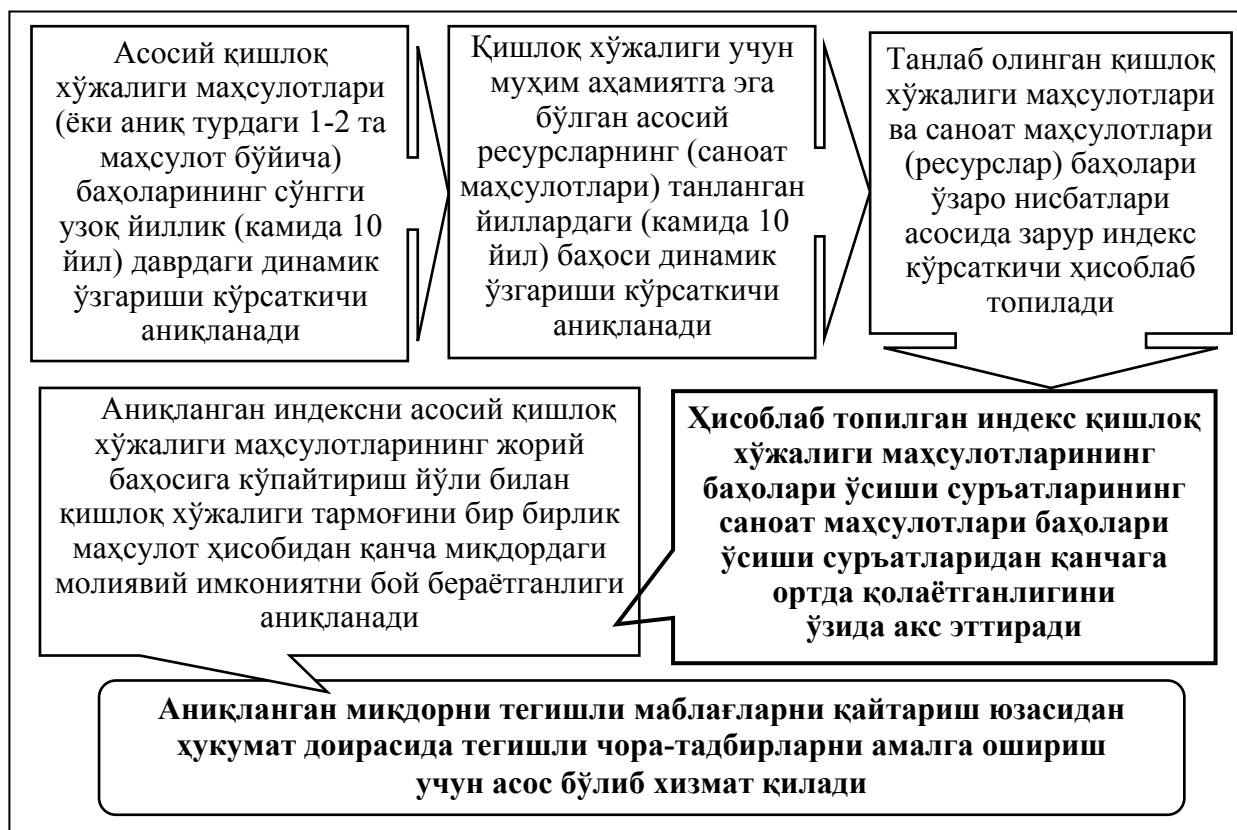 Асосий қишлоқ
хўжалиги маҳсулотлари
(ёки аниқ турдаги 1-2 та
маҳсулот бўйича)
баҳоларининг сўнгги
узоқ йиллик (камида 10
йил) даврдаги динамик
ўзгариши кўрсаткичи
аниқланади
Қишлоқ хўжалиги учун
муҳим аҳамиятга эга
бўлган асосий
ресурсларнинг (саноат
маҳсулотлари) танланган
йиллардаги (камида 10
йил) баҳоси динамик
ўзгариши кўрсаткичи
аниқланади
Танлаб олинган қишлоқ
хўжалиги маҳсулотлари
ва саноат маҳсулотлари
(ресурслар) баҳолари
ўзаро нисбатлари
асосида зарур индекс
кўрсаткичи ҳисоблаб
топилади
Ҳисоблаб топилган индекс қишлоқ
хўжалиги маҳсулотларининг
баҳолари ўсиши суръатларининг
саноат маҳсулотлари баҳолари
ўсиши суръатларидан қанчага
ортда қолаётганлигини
ўзида акс эттиради
Аниқланган индексни асосий қишлоқ
хўжалиги маҳсулотларининг жорий
баҳосига кўпайтириш йўли билан
қишлоқ хўжалиги тармоғини бир бирлик
маҳсулот ҳисобидан қанча миқдордаги
молиявий имкониятни бой бераётганлиги
аниқланади
Аниқланган миқдорни тегишли маблағларни қайтариш юзасидан
ҳукумат доирасида тегишли чора-тадбирларни амалга ошириш
учун асос бўлиб хизмат қилади